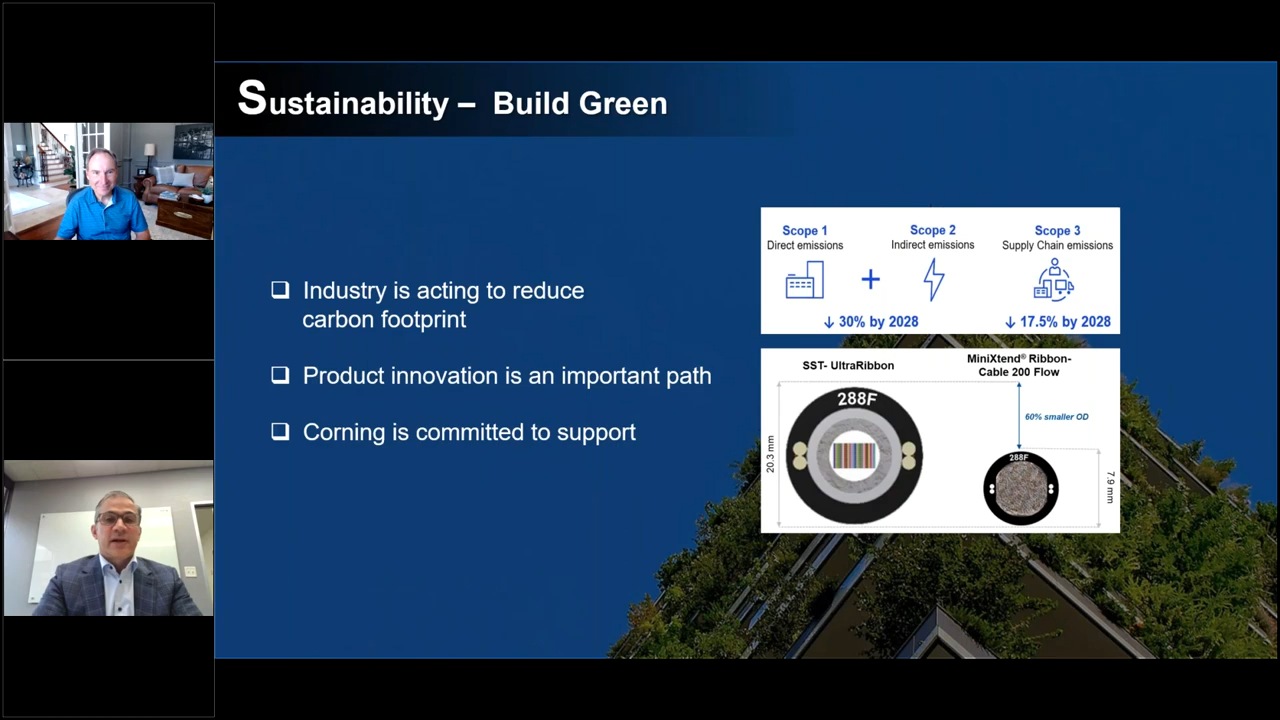 Sustainability – Build Green
❑ Industry is acting to reduce
carbon footprint
❑ Product innovation is an important path
❑ Corning is committed to support
Scope 1
Direct emissions
Scope 2
Indirect emissions
Scope 3
Supply Chain emissions
+
↓ 30% by 2028
↓ 17.5% by 2028
SST- UltraRibbon
MiniXtend® Ribbon-
Cable 200 Flow
288F
20.3 mm
60% smaller OD
288F
7.9 mm